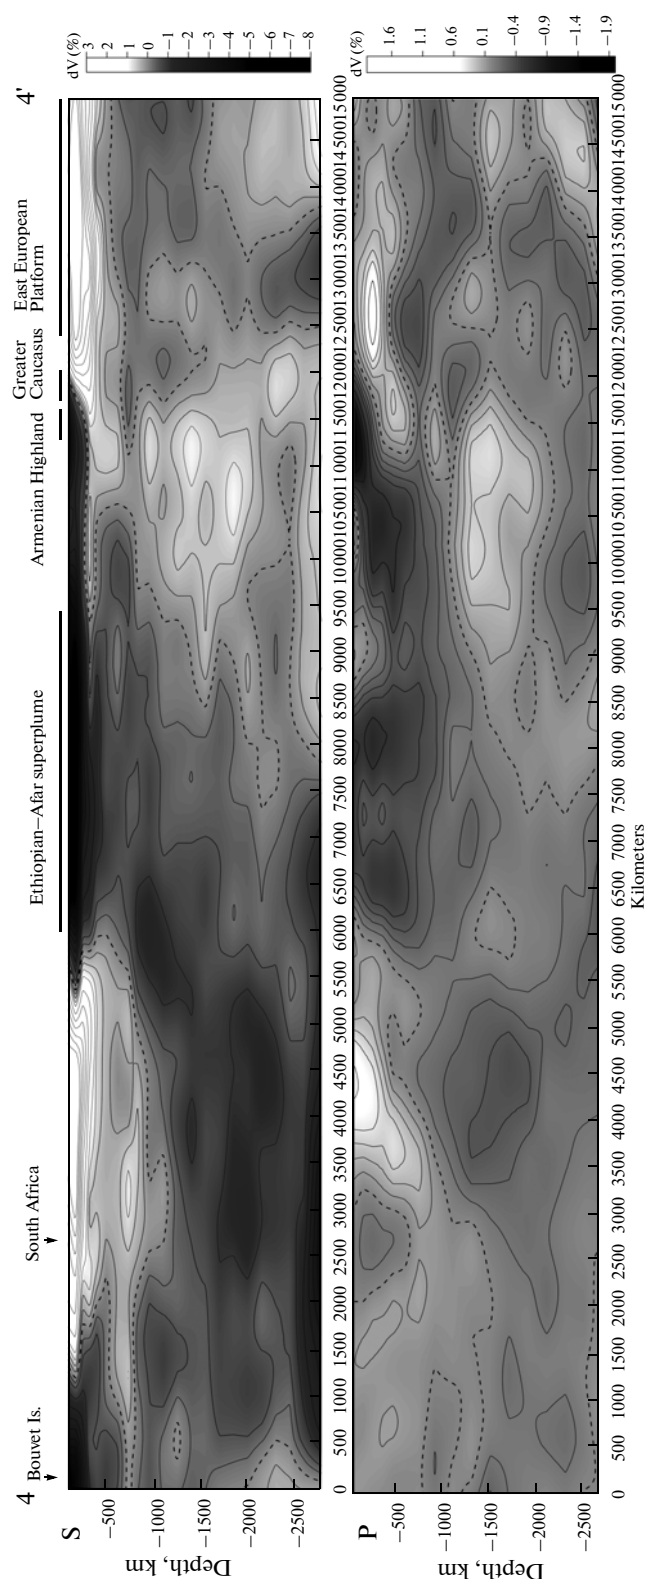 4
Bouvet Is.
South Africa
Ethiopian–Afar superplume
Armenian Highland
Greater
Caucasus
East European
Platform
4'
S
Depth, km
−500
−1000
−1500
−2000
−2500
0 500 1000 1500 2000 2500 3000 3500 4000 4500 5000 5500 6000 6500 7000 7500 8000 8500 9000 9500 10000 10500 11000 11500 12000 12500 13000 13500 14000 14500 15000
dV(%)
3
2
1
0
−1
−2
−3
−4
−5
−6
−7
−8
P
Depth, km
−500
−1000
−1500
−2000
−2500
0 500 1000 1500 2000 2500 3000 3500 4000 4500 5000 5500 6000 6500 7000 7500 8000 8500 9000 9500 10000 10500 11000 11500 12000 12500 13000 13500 14000 14500 15000
Kilometers
dV(%)
1.6
1.1
0.6
0.1
−0.4
−0.9
−1.4
−1.9